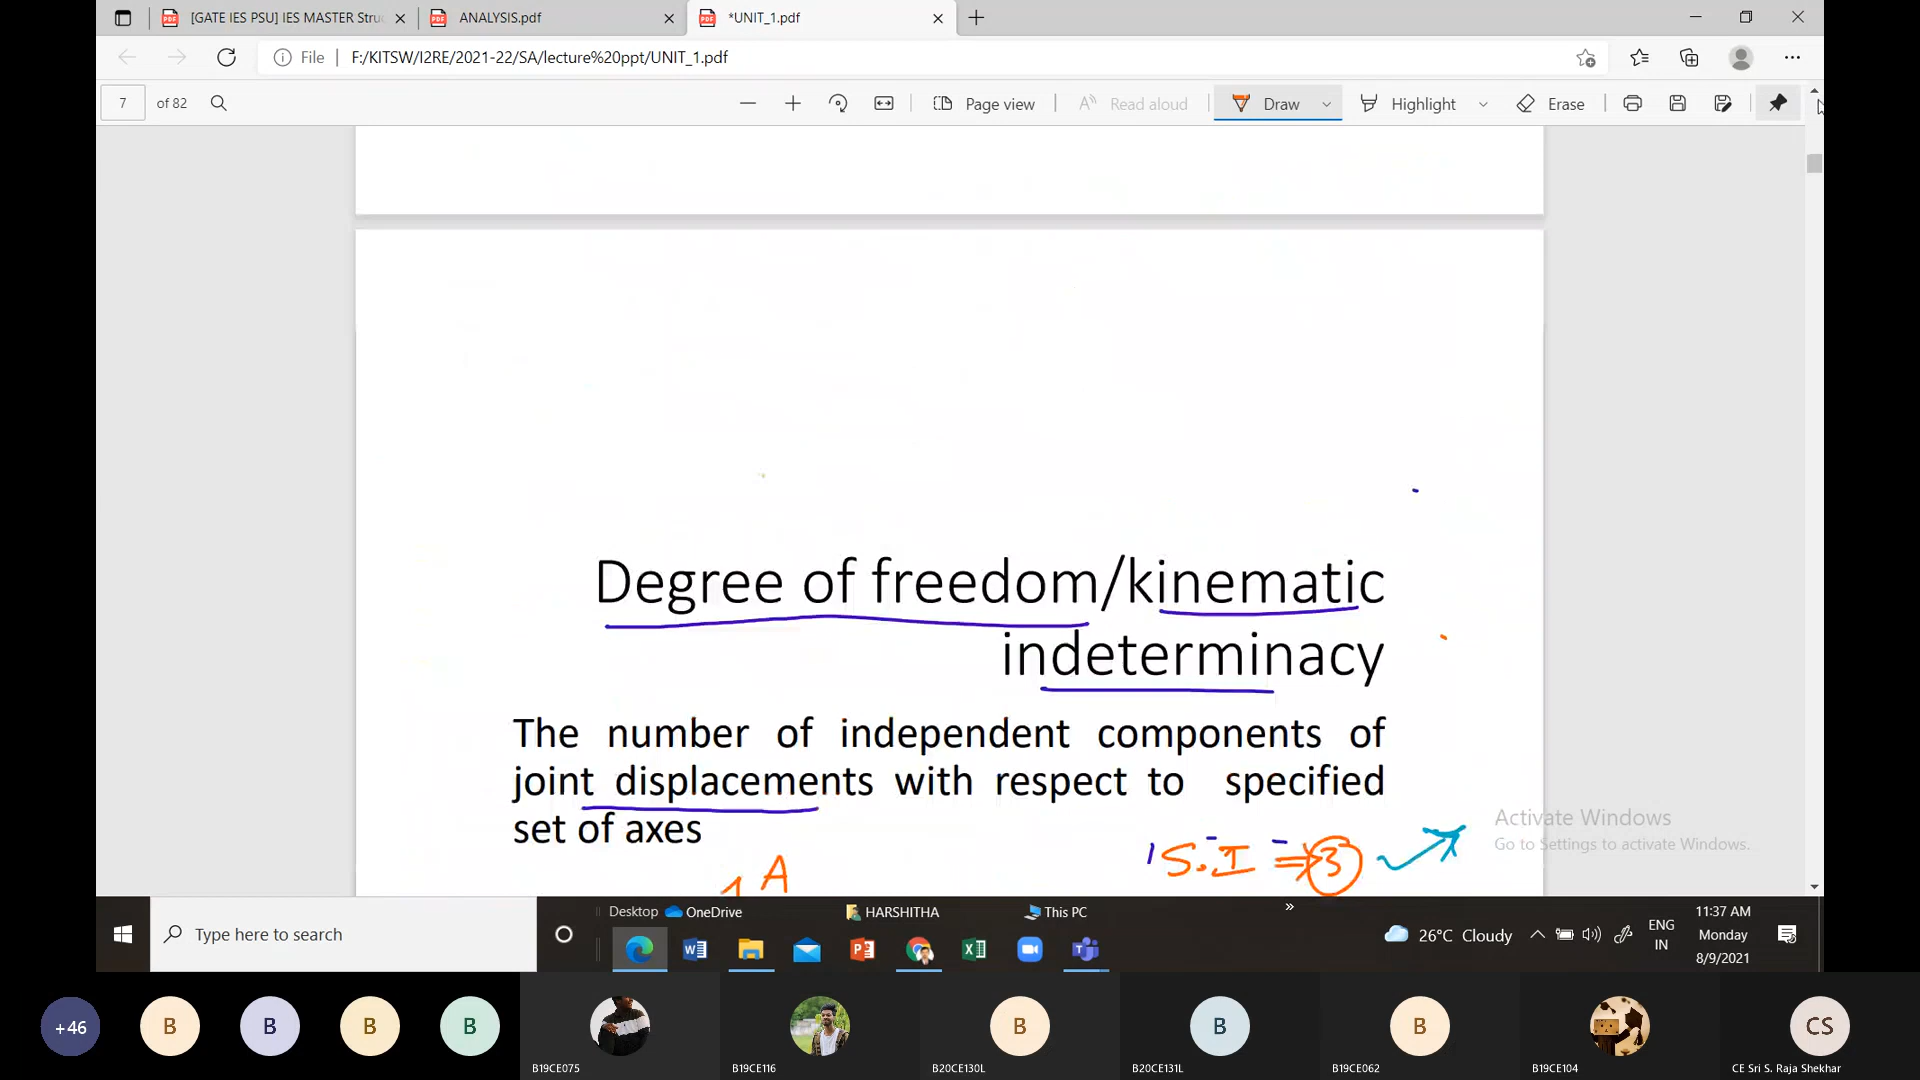 [GATE IES PSU] IES MASTER Stru
ANALYSIS.pdf
*UNIT_1.pdf
File
F:/KITSW/I2RE/2021-22/SA/lecture%20ppt/UNIT_1.pdf
7
of 82
Page view
Read aloud
Draw
Highlight
Erase
Degree of freedom/kinematic
indeterminacy
The number of independent components of
joint displacements with respect to specified
set of axes
S.I ⇒ 3
A
Activate Windows
Go to Settings to activate Windows.
Type here to search
Desktop
OneDrive
HARSHITHA
This PC
»
26°C Cloudy
ENG
IN
11:37 AM
Monday
8/9/2021
+46
B
B
B
B
B
B
B
CS
B19CE075
B19CE116
B20CE130L
B20CE131L
B19CE062
B19CE104
CE Sri S. Raja Shekhar